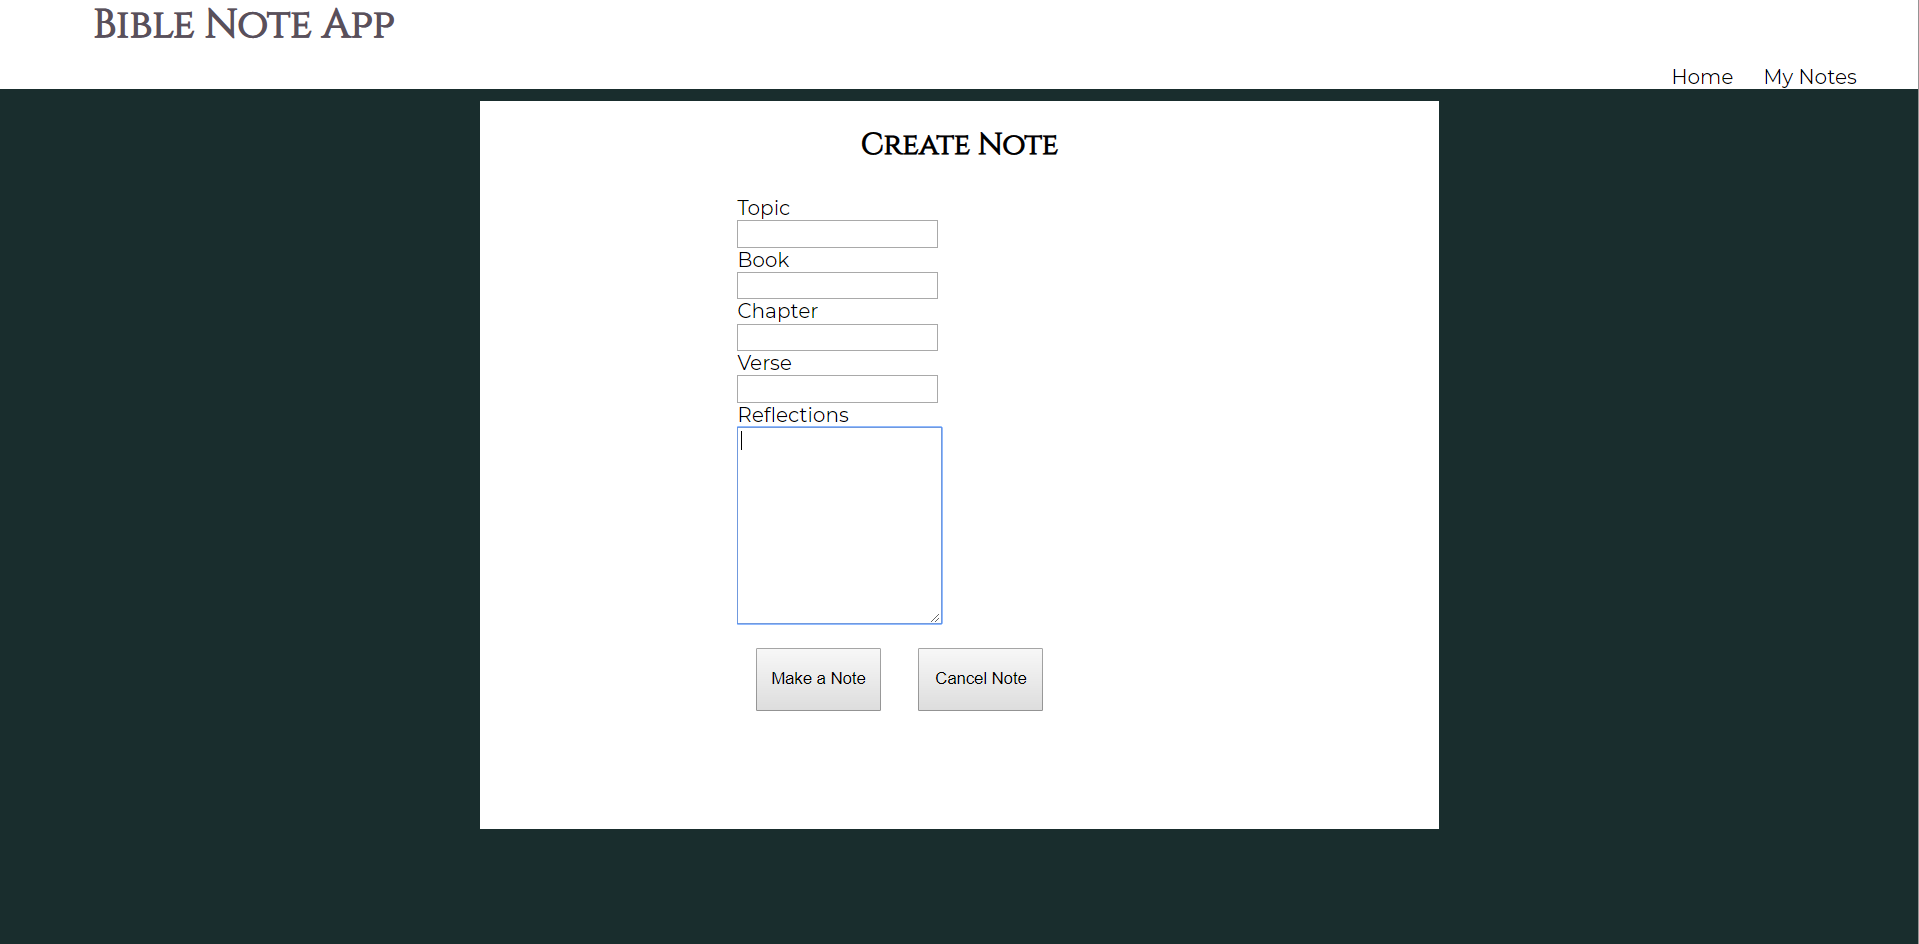 Bible Note App
Home My Notes
Create Note
Topic
Book
Chapter
Verse
Reflections
Make a Note Cancel Note